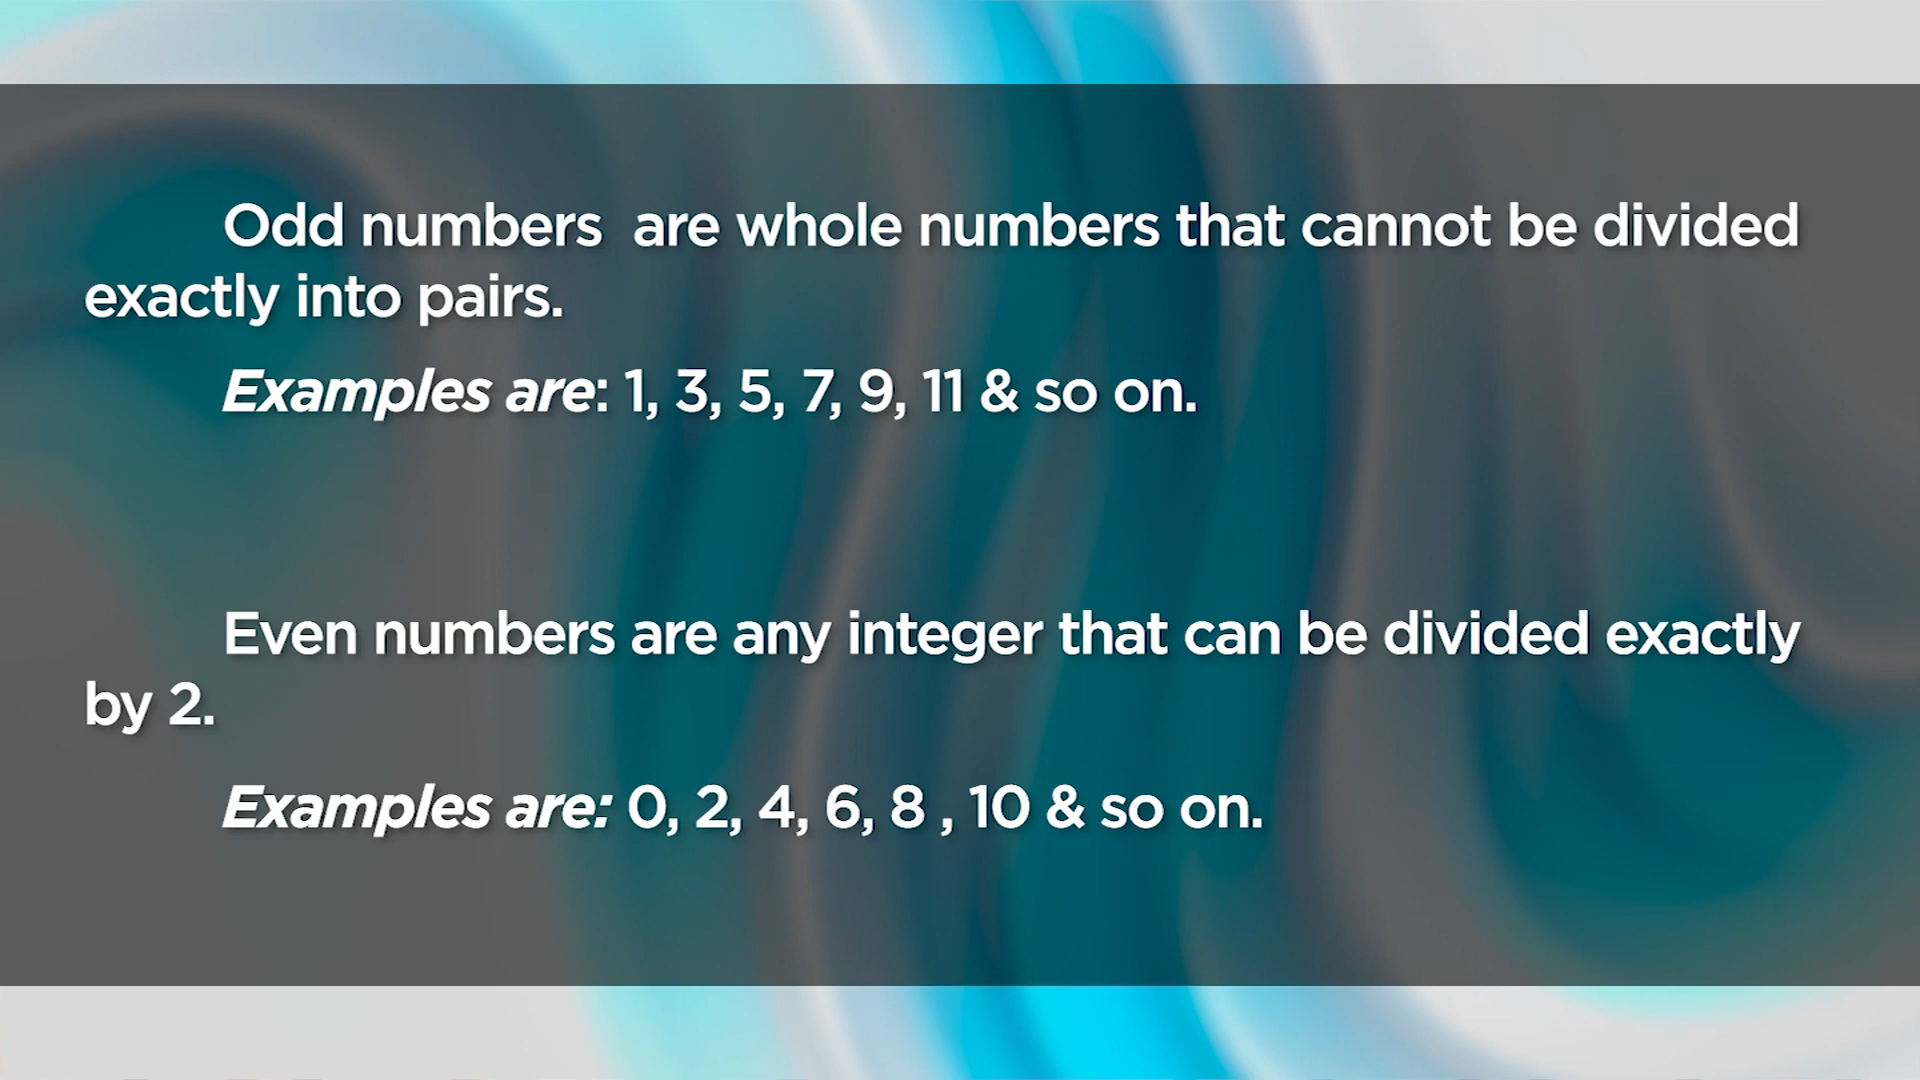 Odd numbers  are whole numbers that cannot be divided
exactly into pairs.
Examples are: 1, 3, 5, 7, 9, 11 & so on.
Even numbers are any integer that can be divided exactly
by 2.
Examples are: 0, 2, 4, 6, 8 , 10 & so on.